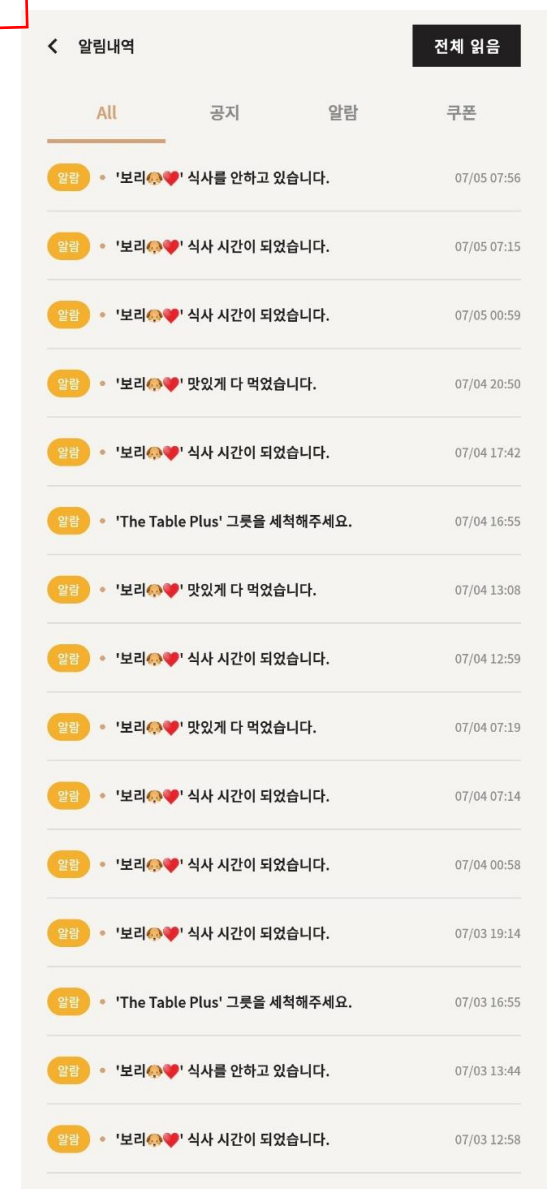 알림내역
전체 읽음
All 공지 알람 쿠폰
알람 • '보리🐶❤️' 식사를 안하고 있습니다. 07/05 07:56
알람 • '보리🐶❤️' 식사 시간이 되었습니다. 07/05 07:15
알람 • '보리🐶❤️' 식사 시간이 되었습니다. 07/05 00:59
알람 • '보리🐶❤️' 맛있게 다 먹었습니다. 07/04 20:50
알람 • '보리🐶❤️' 식사 시간이 되었습니다. 07/04 17:42
알람 • 'The Table Plus' 그릇을 세척해주세요. 07/04 16:55
알람 • '보리🐶❤️' 맛있게 다 먹었습니다. 07/04 13:08
알람 • '보리🐶❤️' 식사 시간이 되었습니다. 07/04 12:59
알람 • '보리🐶❤️' 맛있게 다 먹었습니다. 07/04 07:19
알람 • '보리🐶❤️' 식사 시간이 되었습니다. 07/04 07:14
알람 • '보리🐶❤️' 식사 시간이 되었습니다. 07/04 00:58
알람 • '보리🐶❤️' 식사 시간이 되었습니다. 07/03 19:14
알람 • 'The Table Plus' 그릇을 세척해주세요. 07/03 16:55
알람 • '보리🐶❤️' 식사를 안하고 있습니다. 07/03 13:44
알람 • '보리🐶❤️' 식사 시간이 되었습니다. 07/03 12:58